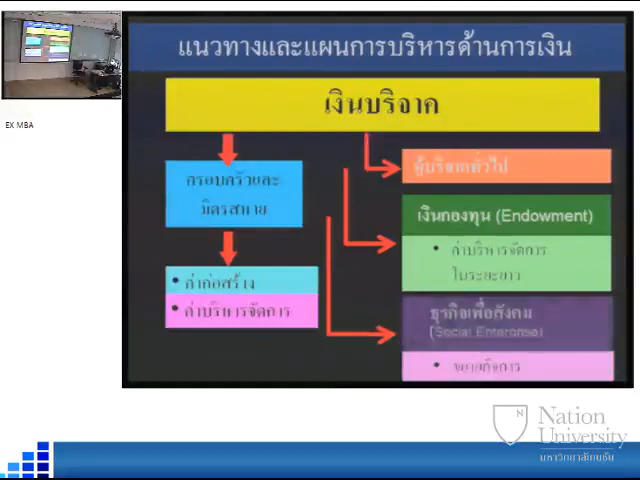 แนวทางและแผนการบริหารด้านการเงิน
EX MBA
เงินบริจาค
ครอบครัวและ
มิตรสหาย
• ค่าก่อสร้าง
• ค่าบริหารจัดการ
ผู้บริจาคทั่วไป
เงินกองทุน (Endowment)
• ค่าบริหารจัดการ
ในระยะยาว
ธุรกิจเพื่อสังคม
(Social Enterprise)
• ขยายกิจการ
N
Nation
University
มหาวิทยาลัยเนชั่น